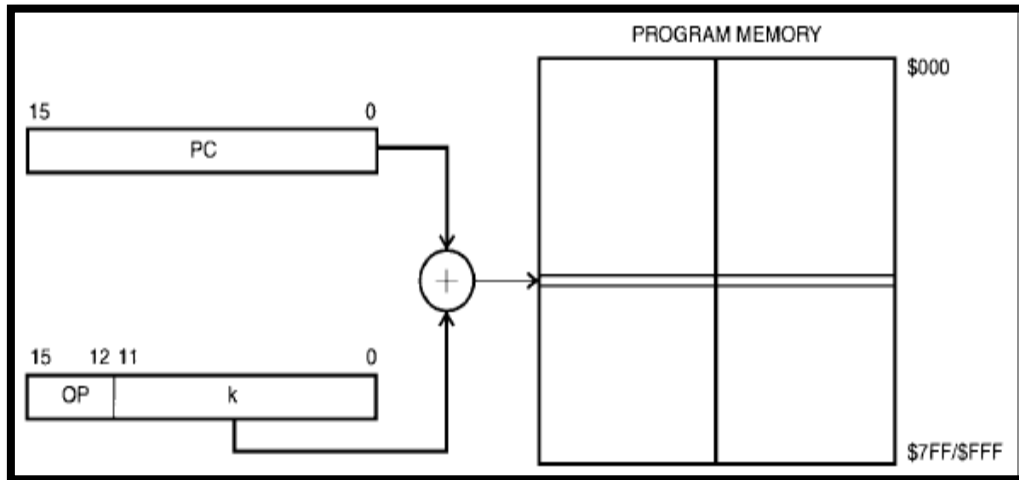 PROGRAM MEMORY
$000
15 0
PC
+
15 12 11 0
OP k
$7FF/$FFF